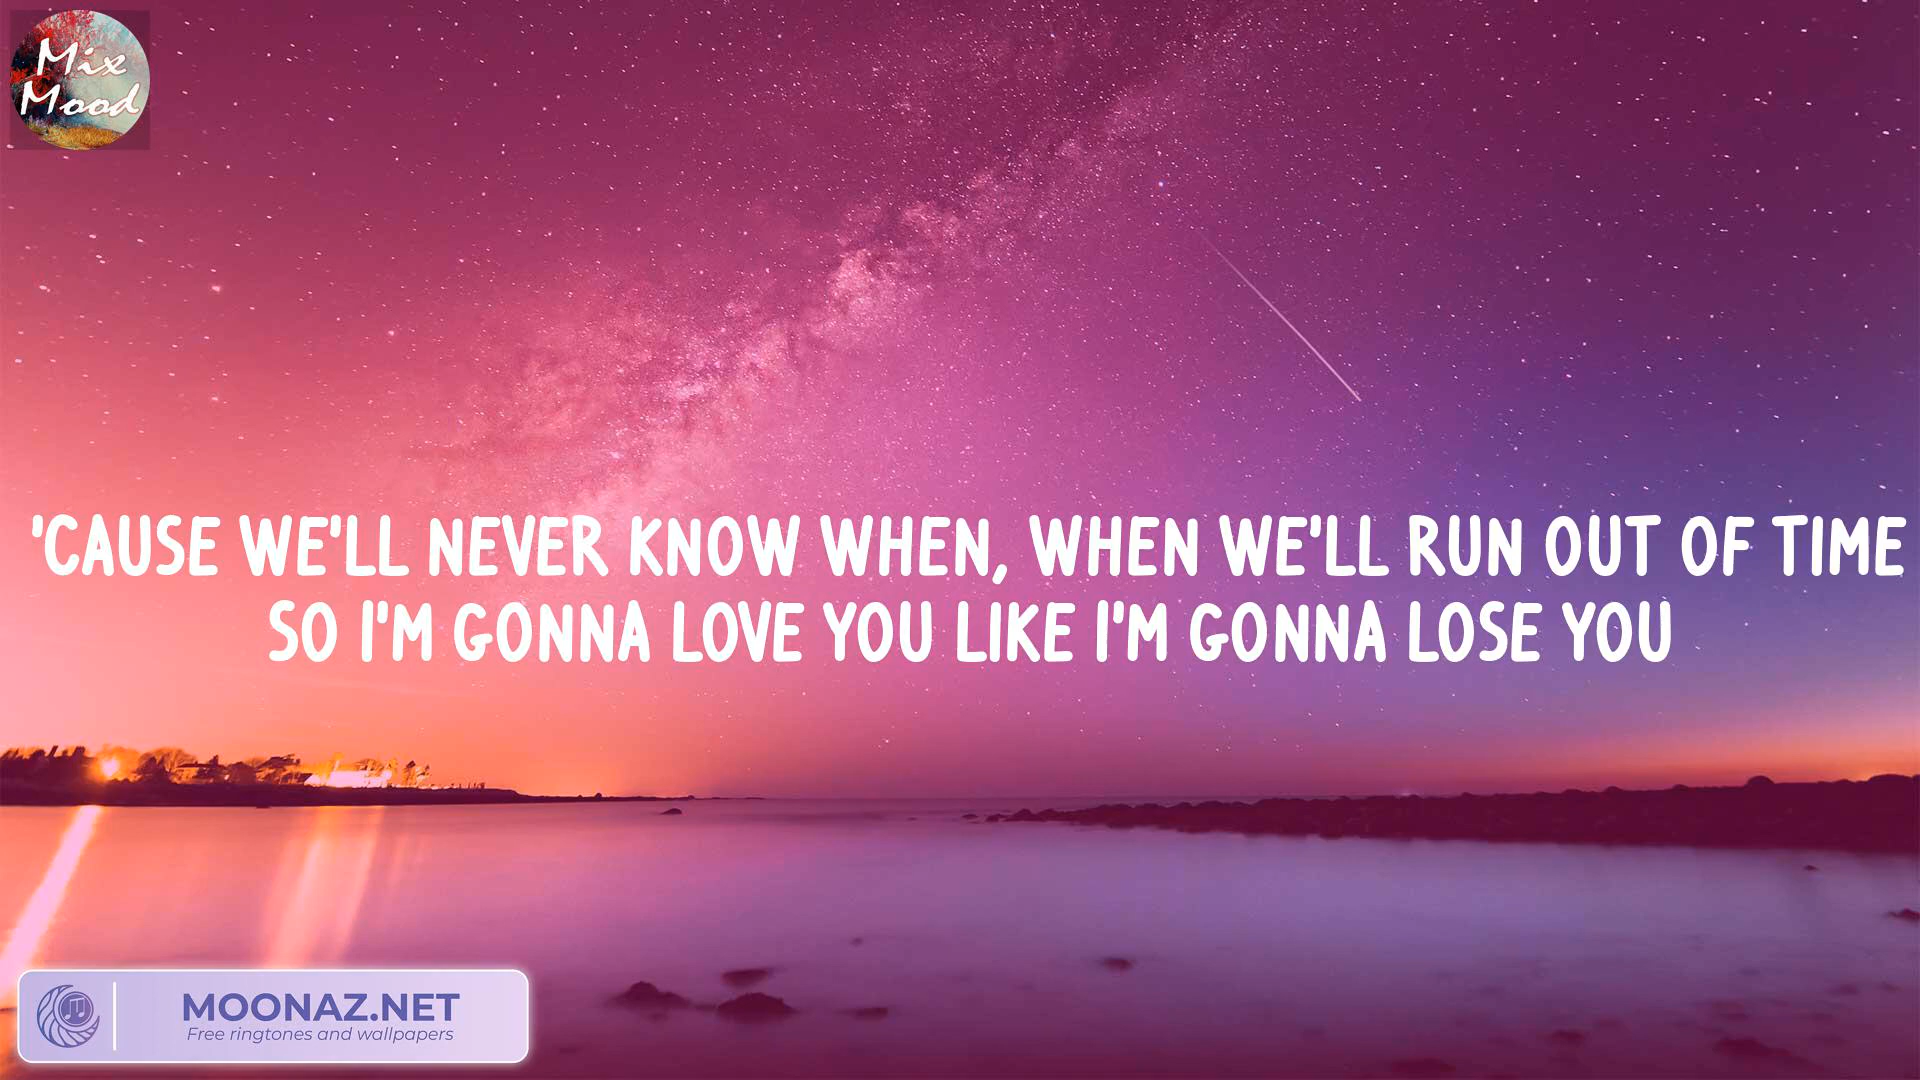 Mix
Mood
'CAUSE WE'LL NEVER KNOW WHEN, WHEN WE'LL RUN OUT OF TIME
SO I'M GONNA LOVE YOU LIKE I'M GONNA LOSE YOU
MOONAZ.NET
Free ringtones and wallpapers